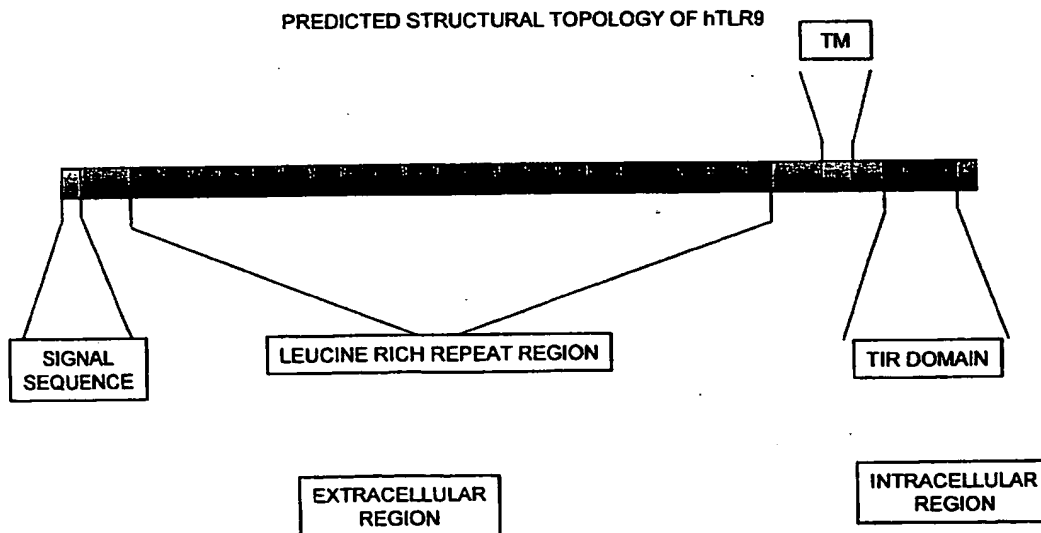 PREDICTED STRUCTURAL TOPOLOGY OF hTLR9
TM
SIGNAL
SEQUENCE
LEUCINE RICH REPEAT REGION
TIR DOMAIN
EXTRACELLULAR
REGION
INTRACELLULAR
REGION